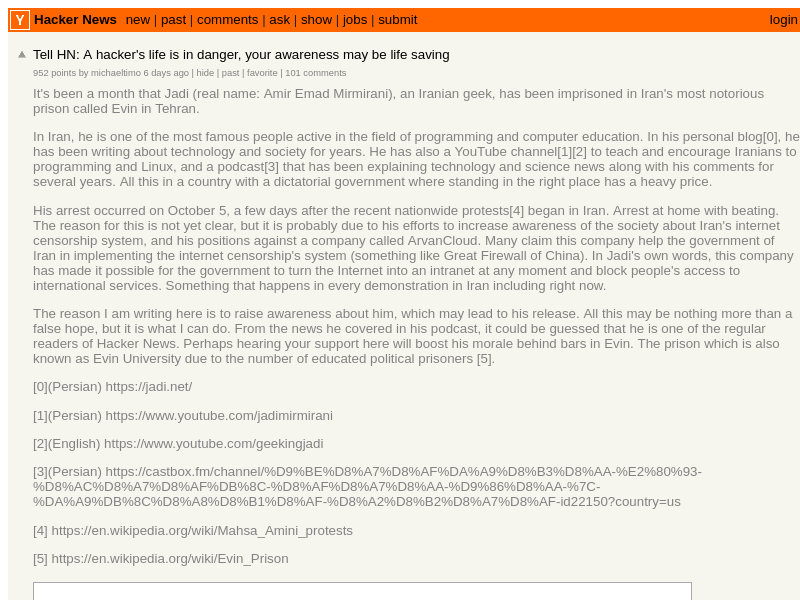 Y Hacker News new | past | comments | ask | show | jobs | submit login
Tell HN: A hacker's life is in danger, your awareness may be life saving
952 points by michaeltimo 6 days ago | hide | past | favorite | 101 comments
It's been a month that Jadi (real name: Amir Emad Mirmirani), an Iranian geek, has been imprisoned in Iran's most notorious
prison called Evin in Tehran.
In Iran, he is one of the most famous people active in the field of programming and computer education. In his personal blog[0], he
has been writing about technology and society for years. He has also a YouTube channel[1][2] to teach and encourage Iranians to
programming and Linux, and a podcast[3] that has been explaining technology and science news along with his comments for
several years. All this in a country with a dictatorial government where standing in the right place has a heavy price.
His arrest occurred on October 5, a few days after the recent nationwide protests[4] began in Iran. Arrest at home with beating.
The reason for this is not yet clear, but it is probably due to his efforts to increase awareness of the society about Iran's internet
censorship system, and his positions against a company called ArvanCloud. Many claim this company help the government of
Iran in implementing the internet censorship's system (something like Great Firewall of China). In Jadi's own words, this company
has made it possible for the government to turn the Internet into an intranet at any moment and block people's access to
international services. Something that happens in every demonstration in Iran including right now.
The reason I am writing here is to raise awareness about him, which may lead to his release. All this may be nothing more than a
false hope, but it is what I can do. From the news he covered in his podcast, it could be guessed that he is one of the regular
readers of Hacker News. Perhaps hearing your support here will boost his morale behind bars in Evin. The prison which is also
known as Evin University due to the number of educated political prisoners [5].
[0](Persian) https://jadi.net/
[1](Persian) https://www.youtube.com/jadimirmirani
[2](English) https://www.youtube.com/geekingjadi
[3](Persian) https://castbox.fm/channel/%D9%BE%D8%A7%D8%AF%DA%A9%D8%B3%D8%AA-%E2%80%93-
%D8%AC%D8%A7%D8%AF%DB%8C-%D8%AF%D8%A7%D8%AA-%D9%86%D8%AA-%7C-
%DA%A9%DB%8C%D8%A8%D8%B1%D8%AF-%D8%A2%D8%B2%D8%A7%D8%AF-id22150?country=us
[4] https://en.wikipedia.org/wiki/Mahsa_Amini_protests
[5] https://en.wikipedia.org/wiki/Evin_Prison